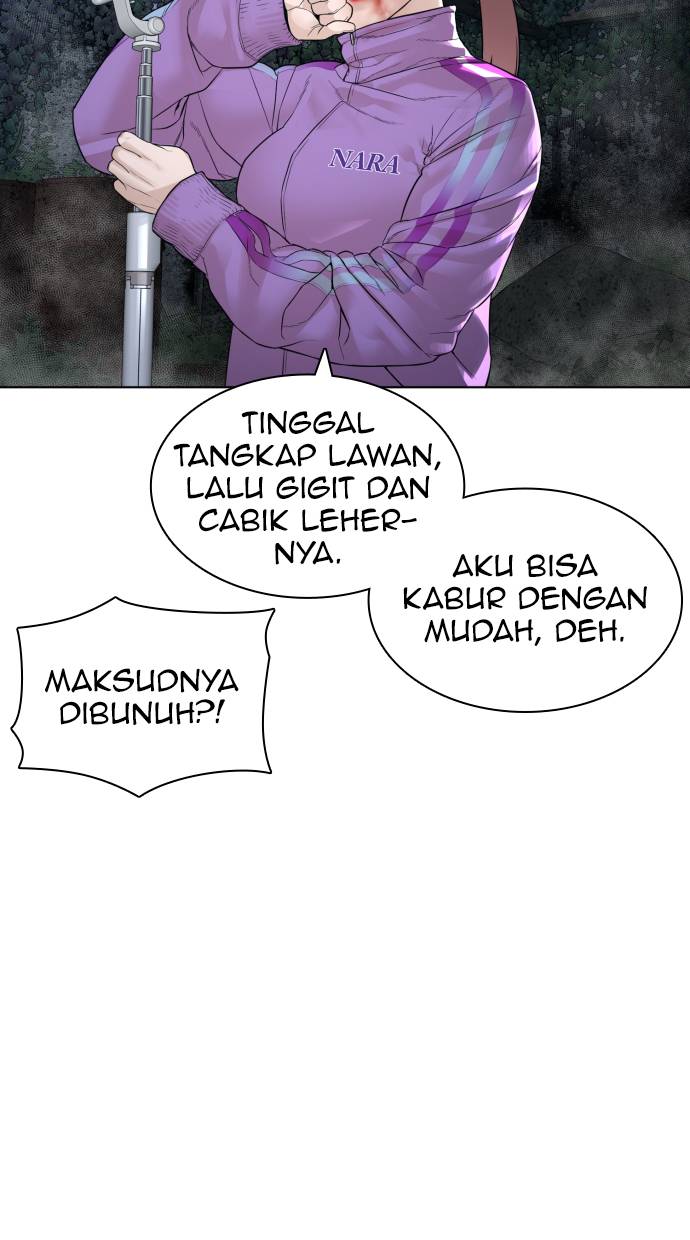 NARA
TINGGAL
TANGKAP LAWAN,
LALU GIGIT DAN
CABIK LEHER-
NYA.
AKU BISA
KABUR DENGAN
MUDAH, DEH.
MAKSUDNYA
DIBUNUH?!